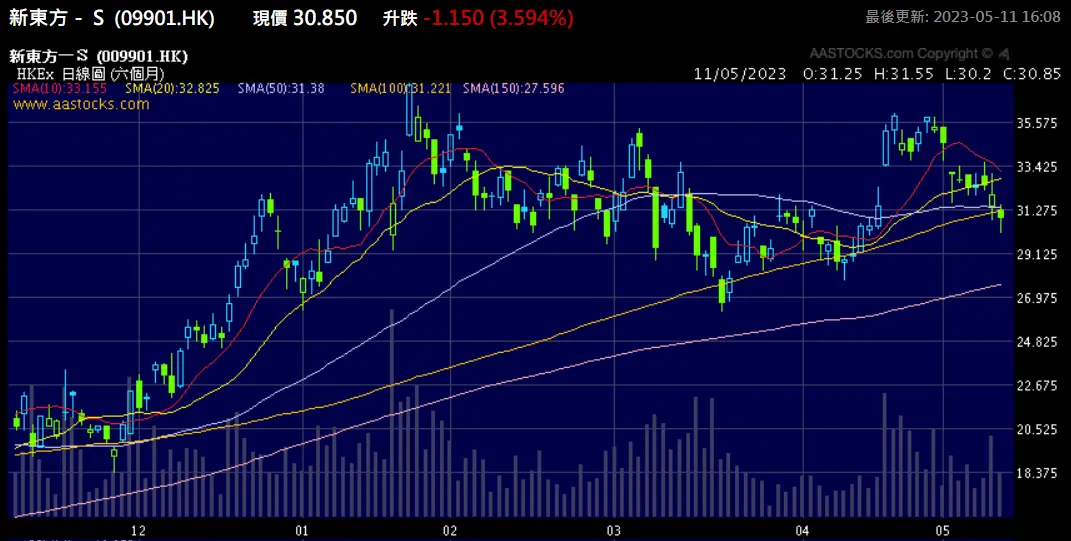 新東方 - S (09901.HK) 現價 30.850 升跌 -1.150 (3.594%) 最後更新: 2023-05-11 16:08
新東方－S (009901.HK) AASTOCKS.com Copyright ©
HKEx 日線圖 (六個月) 11/05/2023 O:31.25 H:31.55 L:30.2 C:30.85
SMA(10):33.155 SMA(20):32.825 SMA(50):31.38 SMA(100):31.221 SMA(150):27.596
www.aastocks.com
35.575
33.425
31.275
29.125
26.975
24.825
22.675
20.525
18.375
12 01 02 03 04 05